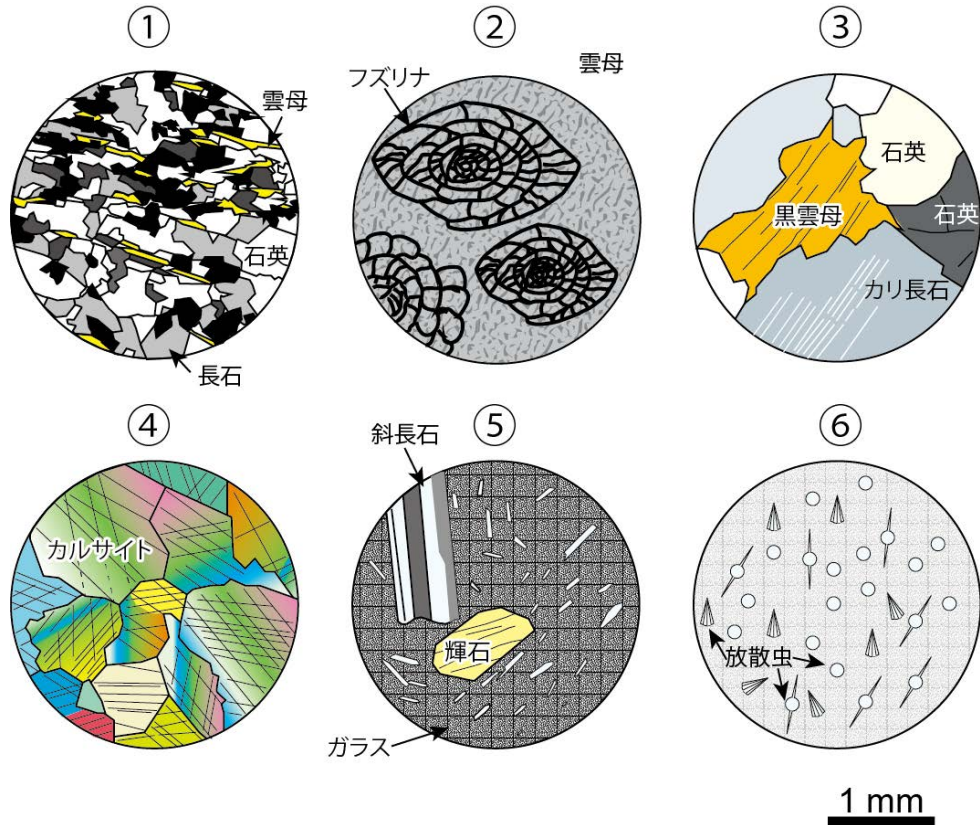 ①
②
③
雲母
フズリナ
雲母
石英
長石
石英
石英
黒雲母
カリ長石
④
⑤
⑥
カルサイト
斜長石
輝石
ガラス
放散虫
1 mm